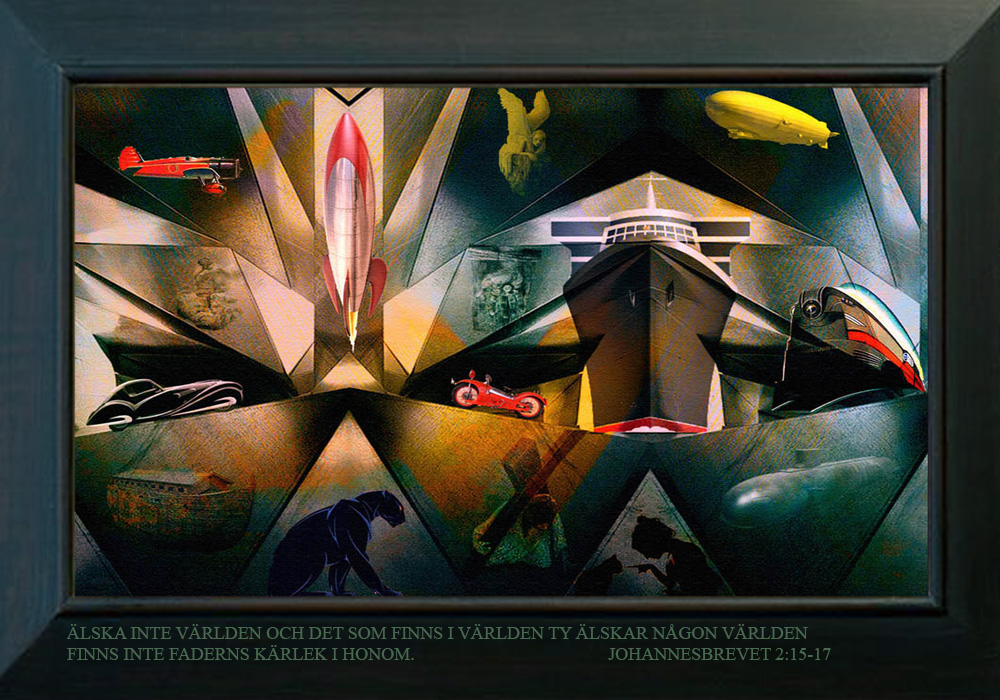 ÄLSKA INTE VÄRLDEN OCH DET SOM FINNS I VÄRLDEN TY ÄLSKAR NÅGON VÄRLDEN
FINNS INTE FADERNS KÄRLEK I HONOM. JOHANNESBREVET 2:15-17